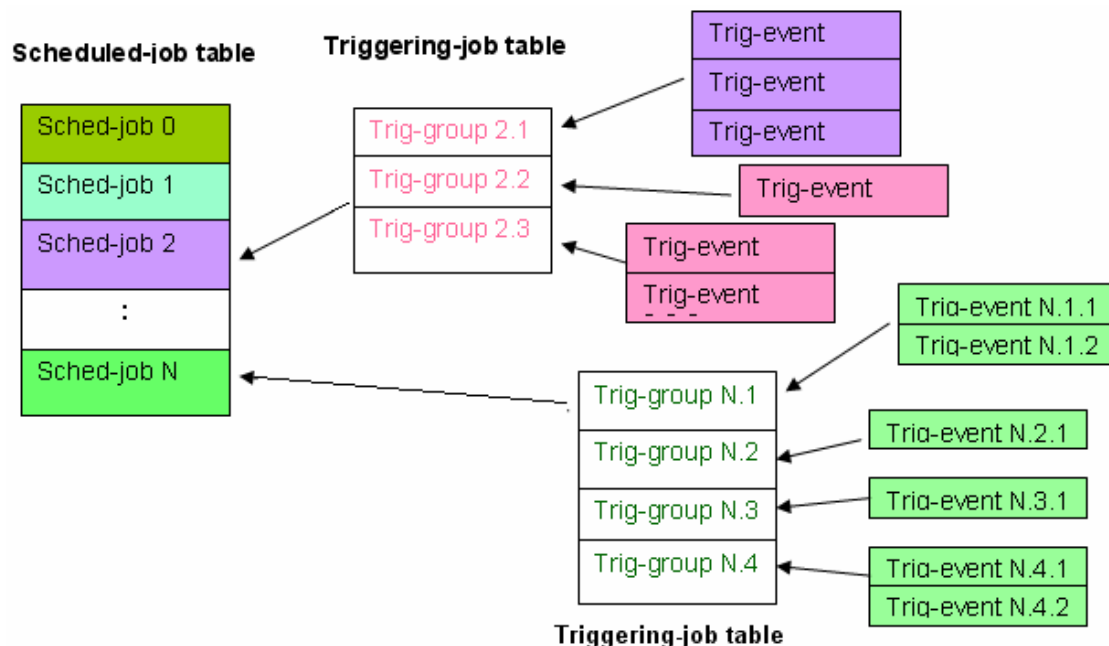 Scheduled-job table
Sched-job 0
Sched-job 1
Sched-job 2
:
Sched-job N
Triggering-job table
Trig-group 2.1
Trig-group 2.2
Trig-group 2.3
Trig-event
Trig-event
Trig-event
Trig-event
Trig-event
Trig-event
Trig-group N.1
Trig-group N.2
Trig-group N.3
Trig-group N.4
Triggering-job table
Trig-event N.1.1
Trig-event N.1.2
Trig-event N.2.1
Trig-event N.3.1
Trig-event N.4.1
Trig-event N.4.2